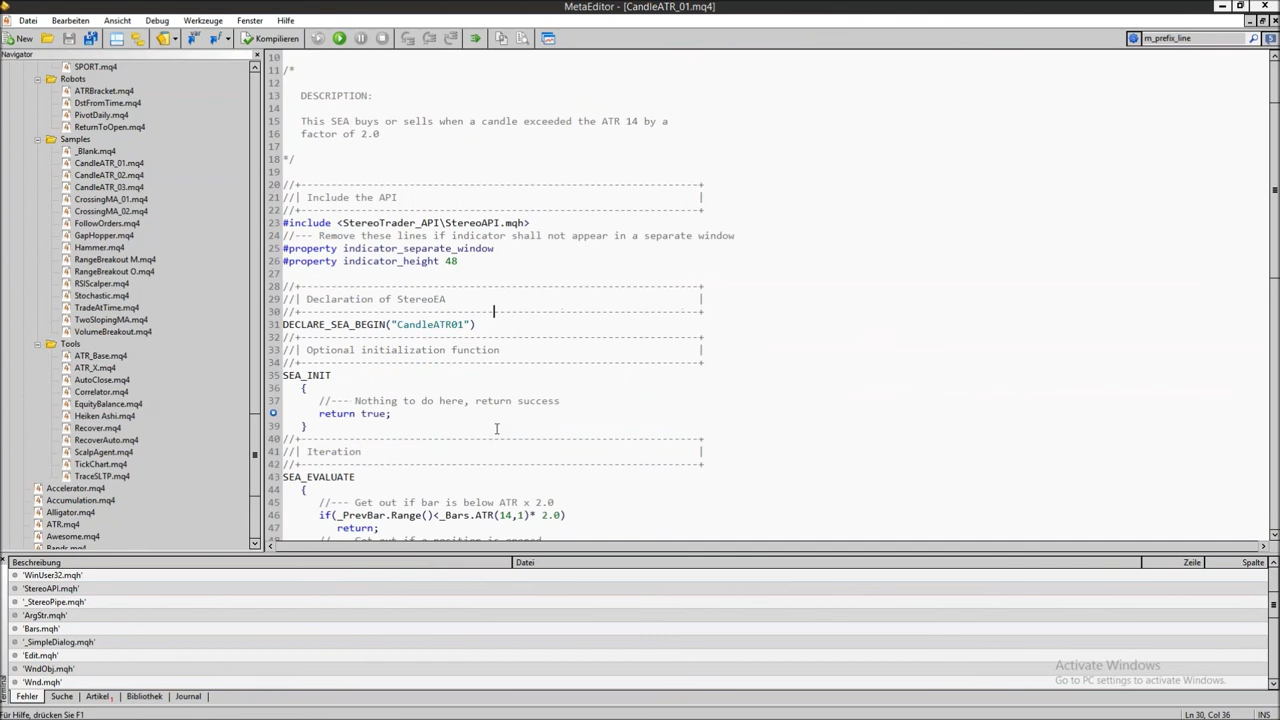 MetaEditor - [CandleATR_01.mq4]
Datei Bearbeiten Ansicht Debug Werkzeuge Fenster Hilfe
New Kompilieren m_prefix_line
Navigator
SPORT.mq4
Robots
ATRBracket.mq4
DstFromTime.mq4
PivotDaily.mq4
ReturnToOpen.mq4
Samples
_Blank.mq4
CandleATR_01.mq4
CandleATR_02.mq4
CandleATR_03.mq4
CrossingMA_01.mq4
CrossingMA_02.mq4
FollowOrders.mq4
GapHopper.mq4
Hammer.mq4
RangeBreakout M.mq4
RangeBreakout O.mq4
RSIScalper.mq4
Stochastic.mq4
TradeAtTime.mq4
TwoSlopingMA.mq4
VolumeBreakout.mq4
Tools
ATR_Base.mq4
ATR_X.mq4
AutoClose.mq4
Correlator.mq4
EquityBalance.mq4
Heiken Ashi.mq4
Recover.mq4
RecoverAuto.mq4
ScalpAgent.mq4
TickChart.mq4
TraceSLTP.mq4
Accelerator.mq4
Accumulation.mq4
Alligator.mq4
ATR.mq4
Awesome.mq4
Bands.mq4
10
11 /*
12
13 DESCRIPTION:
14
15 This SEA buys or sells when a candle exceeded the ATR 14 by a
16 factor of 2.0
17
18 */
19
20 //+------------------------------------------------------------------+
21 //| Include the API |
22 //+------------------------------------------------------------------+
23 #include <StereoTrader_API\StereoAPI.mqh>
24 //--- Remove these lines if indicator shall not appear in a separate window
25 #property indicator_separate_window
26 #property indicator_height 48
27
28 //+------------------------------------------------------------------+
29 //| Declaration of StereoEA |
30 //+------------------------------------------------------------------+
31 DECLARE_SEA_BEGIN("CandleATR01")
32 //+------------------------------------------------------------------+
33 //| Optional initialization function |
34 //+------------------------------------------------------------------+
35 SEA_INIT
36 {
37 //--- Nothing to do here, return success
38 return true;
39 }
40 //+------------------------------------------------------------------+
41 //| Iteration |
42 //+------------------------------------------------------------------+
43 SEA_EVALUATE
44 {
45 //--- Get out if bar is below ATR x 2.0
46 if(_PrevBar.Range()<_Bars.ATR(14,1)* 2.0)
47 return;
48 //--- Get out if a position is opened
Beschreibung Datei Zeile Spalte
'WinUser32.mqh'
'StereoAPI.mqh'
'_StereoPipe.mqh'
'ArgStr.mqh'
'Bars.mqh'
'_SimpleDialog.mqh'
'Edit.mqh'
'WndObj.mqh'
'Wnd.mqh'
Activate Windows
Go to PC settings to activate Windows.
Terminal
Fehler Suche Artikel Bibliothek Journal
Für Hilfe, drücken Sie F1 Ln 30, Col 36 INS